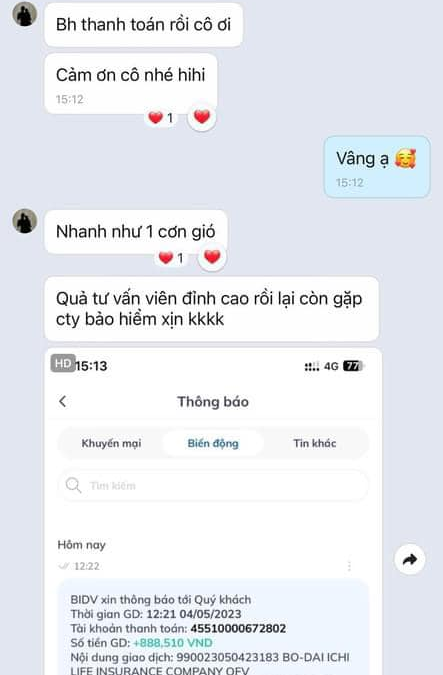 Bh thanh toán rồi cô ơi
Cảm ơn cô nhé hihi
15:12
1
Vâng ạ
15:12
Nhanh như 1 cơn gió
1
Quả tư vấn viên đỉnh cao rồi lại còn gặp
cty bảo hiểm xịn kkkk
HD 15:13 4G 77
Thông báo
Khuyến mại Biến động Tin khác
Tìm kiếm
Hôm nay
12:22
BIDV xin thông báo tới Quý khách
Thời gian GD: 12:21 04/05/2023
Tài khoản thanh toán: 45510000672802
Số tiền GD: +888,510 VND
Nội dung giao dịch: 990023050423183 BO-DAI ICHI
LIFE INSURANCE COMPANY OFV